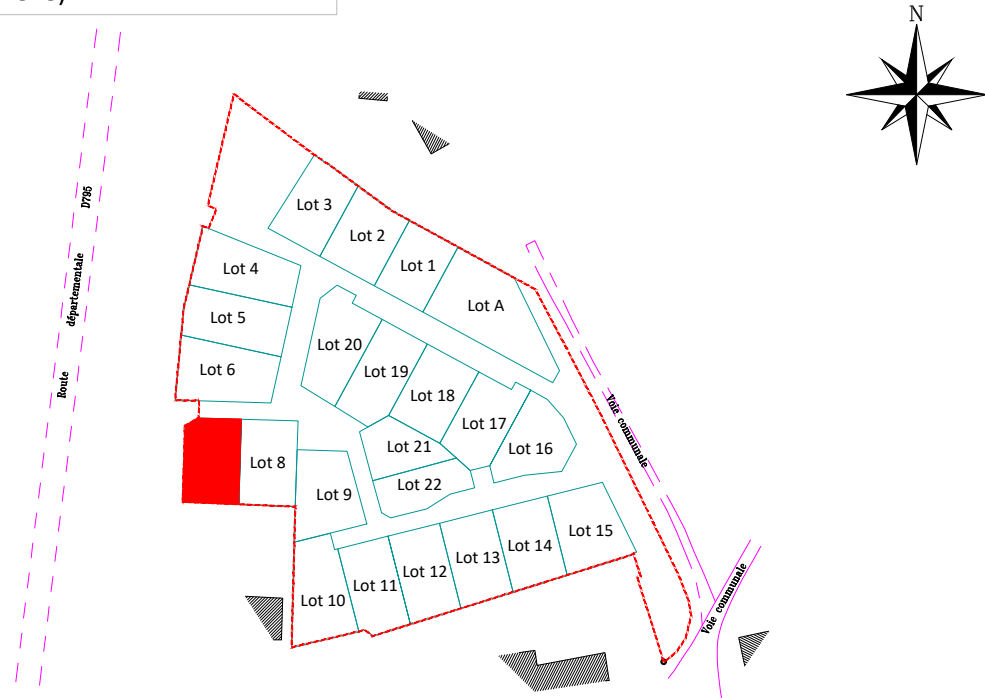 N
D795
départementale
Route
Lot 3
Lot 2
Lot 1
Lot A
Lot 4
Lot 5
Lot 6
Lot 20
Lot 19
Lot 18
Lot 17
Lot 16
Lot 21
Lot 22
Lot 8
Lot 9
Lot 10
Lot 11
Lot 12
Lot 13
Lot 14
Lot 15
Voie communale
Voie communale